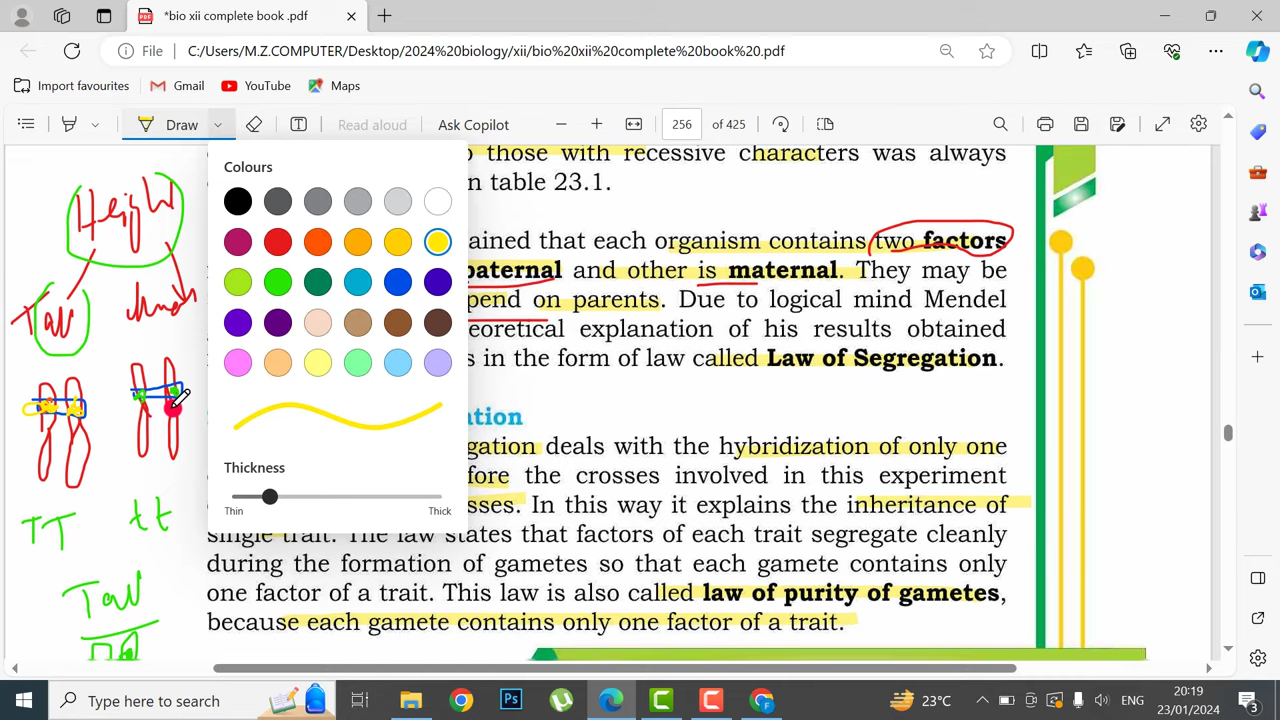 *bio xii complete book .pdf
File
C:/Users/M.Z.COMPUTER/Desktop/2024%20biology/xii/bio%20xii%20complete%20book%20.pdf
Import favourites
Gmail
YouTube
Maps
Draw
Read aloud
Ask Copilot
256 of 425
Colours
Thickness
Thin
Thick
those with recessive characters was always
n table 23.1.
ained that each organism contains two factors
paternal and other is maternal. They may be
pend on parents. Due to logical mind Mendel
eoretical explanation of his results obtained
s in the form of law called Law of Segregation.
ation
gation deals with the hybridization of only one
fore the crosses involved in this experiment
sses. In this way it explains the inheritance of
single trait. The law states that factors of each trait segregate cleanly
during the formation of gametes so that each gamete contains only
one factor of a trait. This law is also called law of purity of gametes,
because each gamete contains only one factor of a trait.
Height
Tall
TT tt
Tall
Type here to search
Ps
C
C
F
23°C
ENG
20:19
23/01/2024
3